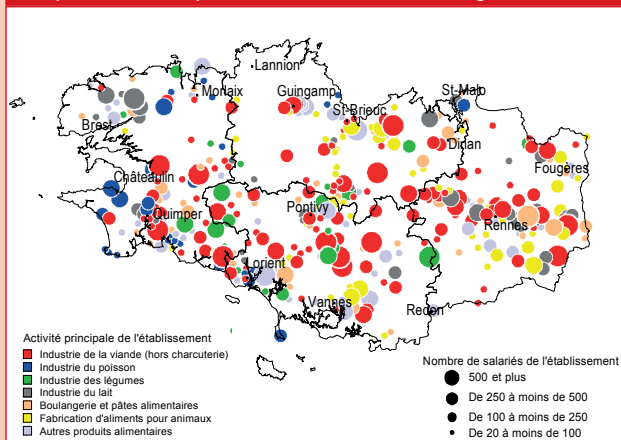 Lannion
Morlaix
Guingamp
St-Malo
St-Brieuc
Brest
Dinan
Fougères
Châteaulin
Pontivy
Quimper
Rennes
Lorient
Vannes
Redon
Activité principale de l'établissement
Industrie de la viande (hors charcuterie)
Industrie du poisson
Industrie des légumes
Industrie du lait
Boulangerie et pâtes alimentaires
Fabrication d'aliments pour animaux
Autres produits alimentaires
Nombre de salariés de l'établissement
500 et plus
De 250 à moins de 500
De 100 à moins de 250
De 20 à moins de 100